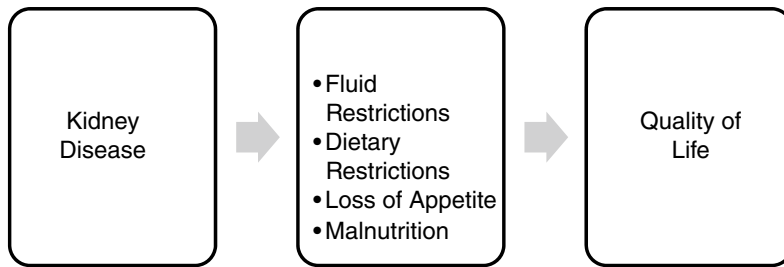 Kidney
Disease
•Fluid
Restrictions
•Dietary
Restrictions
•Loss of Appetite
•Malnutrition
Quality of
Life